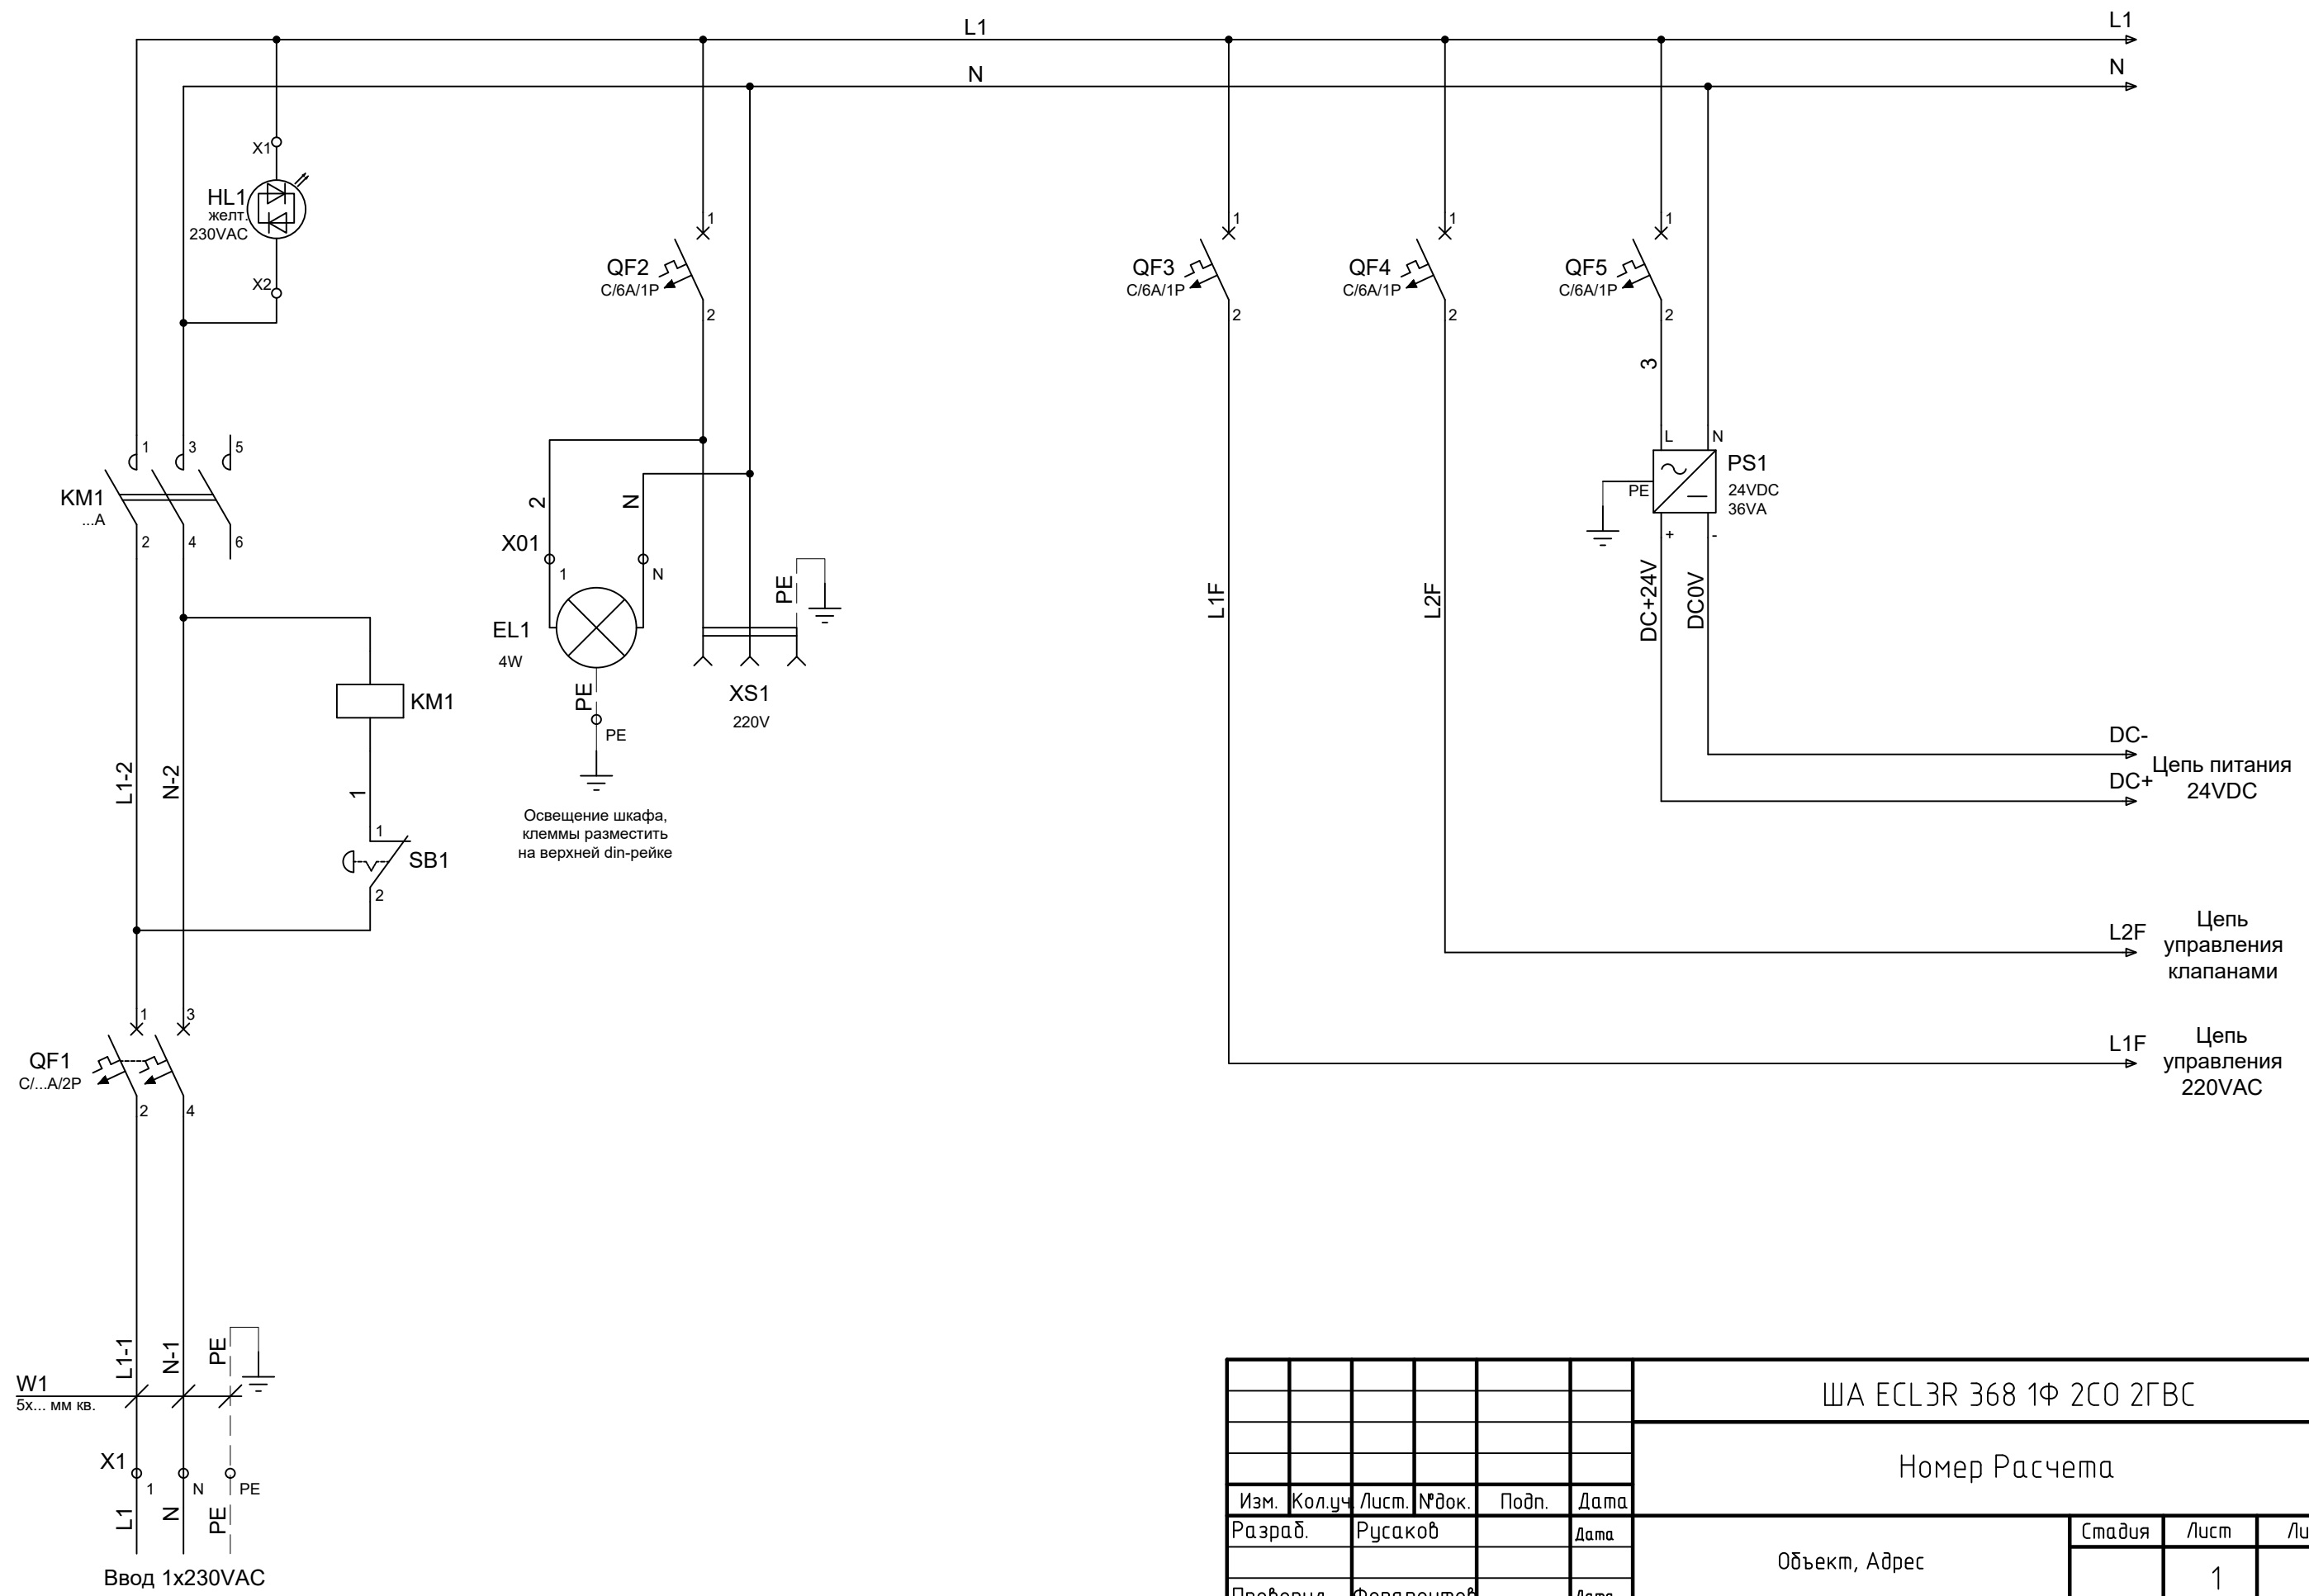 L1
L1
N
N
X1
HL1
желт.
230VAC
X2
1
QF2
C/6A/1P
2
1
QF3
C/6A/1P
2
1
QF4
C/6A/1P
2
1
QF5
C/6A/1P
2
3
1
3
5
KM1
...A
2
4
6
2
N
X01
1
N
EL1
4W
PE
PE
PE
XS1
220V
Освещение шкафа,
клеммы разместить
на верхней din-рейке
L
N
PE
PS1
24VDC
36VA
+
-
L1F
L2F
DC+24V
DC0V
KM1
L1-2
N-2
1
1
SB1
2
DC-
DC+
Цепь питания
24VDC
L2F
Цепь
управления
клапанами
L1F
Цепь
управления
220VAC
1
3
QF1
C/...A/2P
2
4
L1-1
N-1
PE
W1
5x... мм кв.
X1
1
N
PE
L1
N
PE
Ввод 1x230VAC
ША ECL3R 368 1Ф 2СО 2ГВС
Номер Расчета
Изм. Кол.уч Лист. №док. Подп. Дата
Разраб. Русаков Дата
Стадия Лист
Объект, Адрес
1